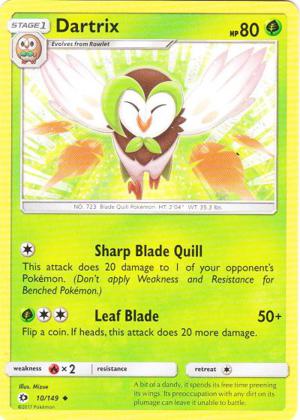 STAGE 1
Dartrix
HP 80
Evolves from Rowlet
NO. 723 Blade Quill Pokémon HT: 2'04" WT: 35.3 lbs.
Sharp Blade Quill
This attack does 20 damage to 1 of your opponent's
Pokémon. (Don't apply Weakness and Resistance for
Benched Pokémon.)
Leaf Blade 50+
Flip a coin. If heads, this attack does 20 more damage.
weakness × 2 resistance retreat
Illus. Mizue
10/149
©2017 Pokémon
A bit of a dandy, it spends its free time preening
its wings. Its preoccupation with any dirt on its
plumage can leave it unable to battle.